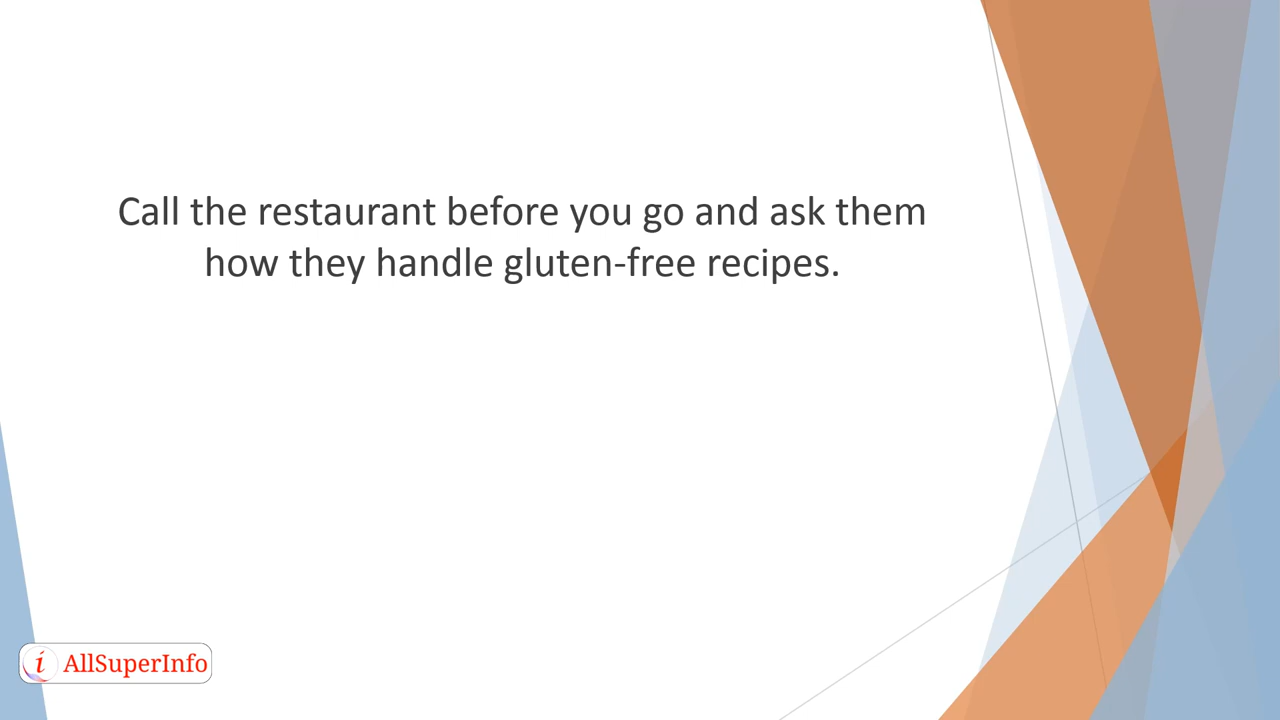 Call the restaurant before you go and ask them
how they handle gluten-free recipes.
i AllSuperInfo